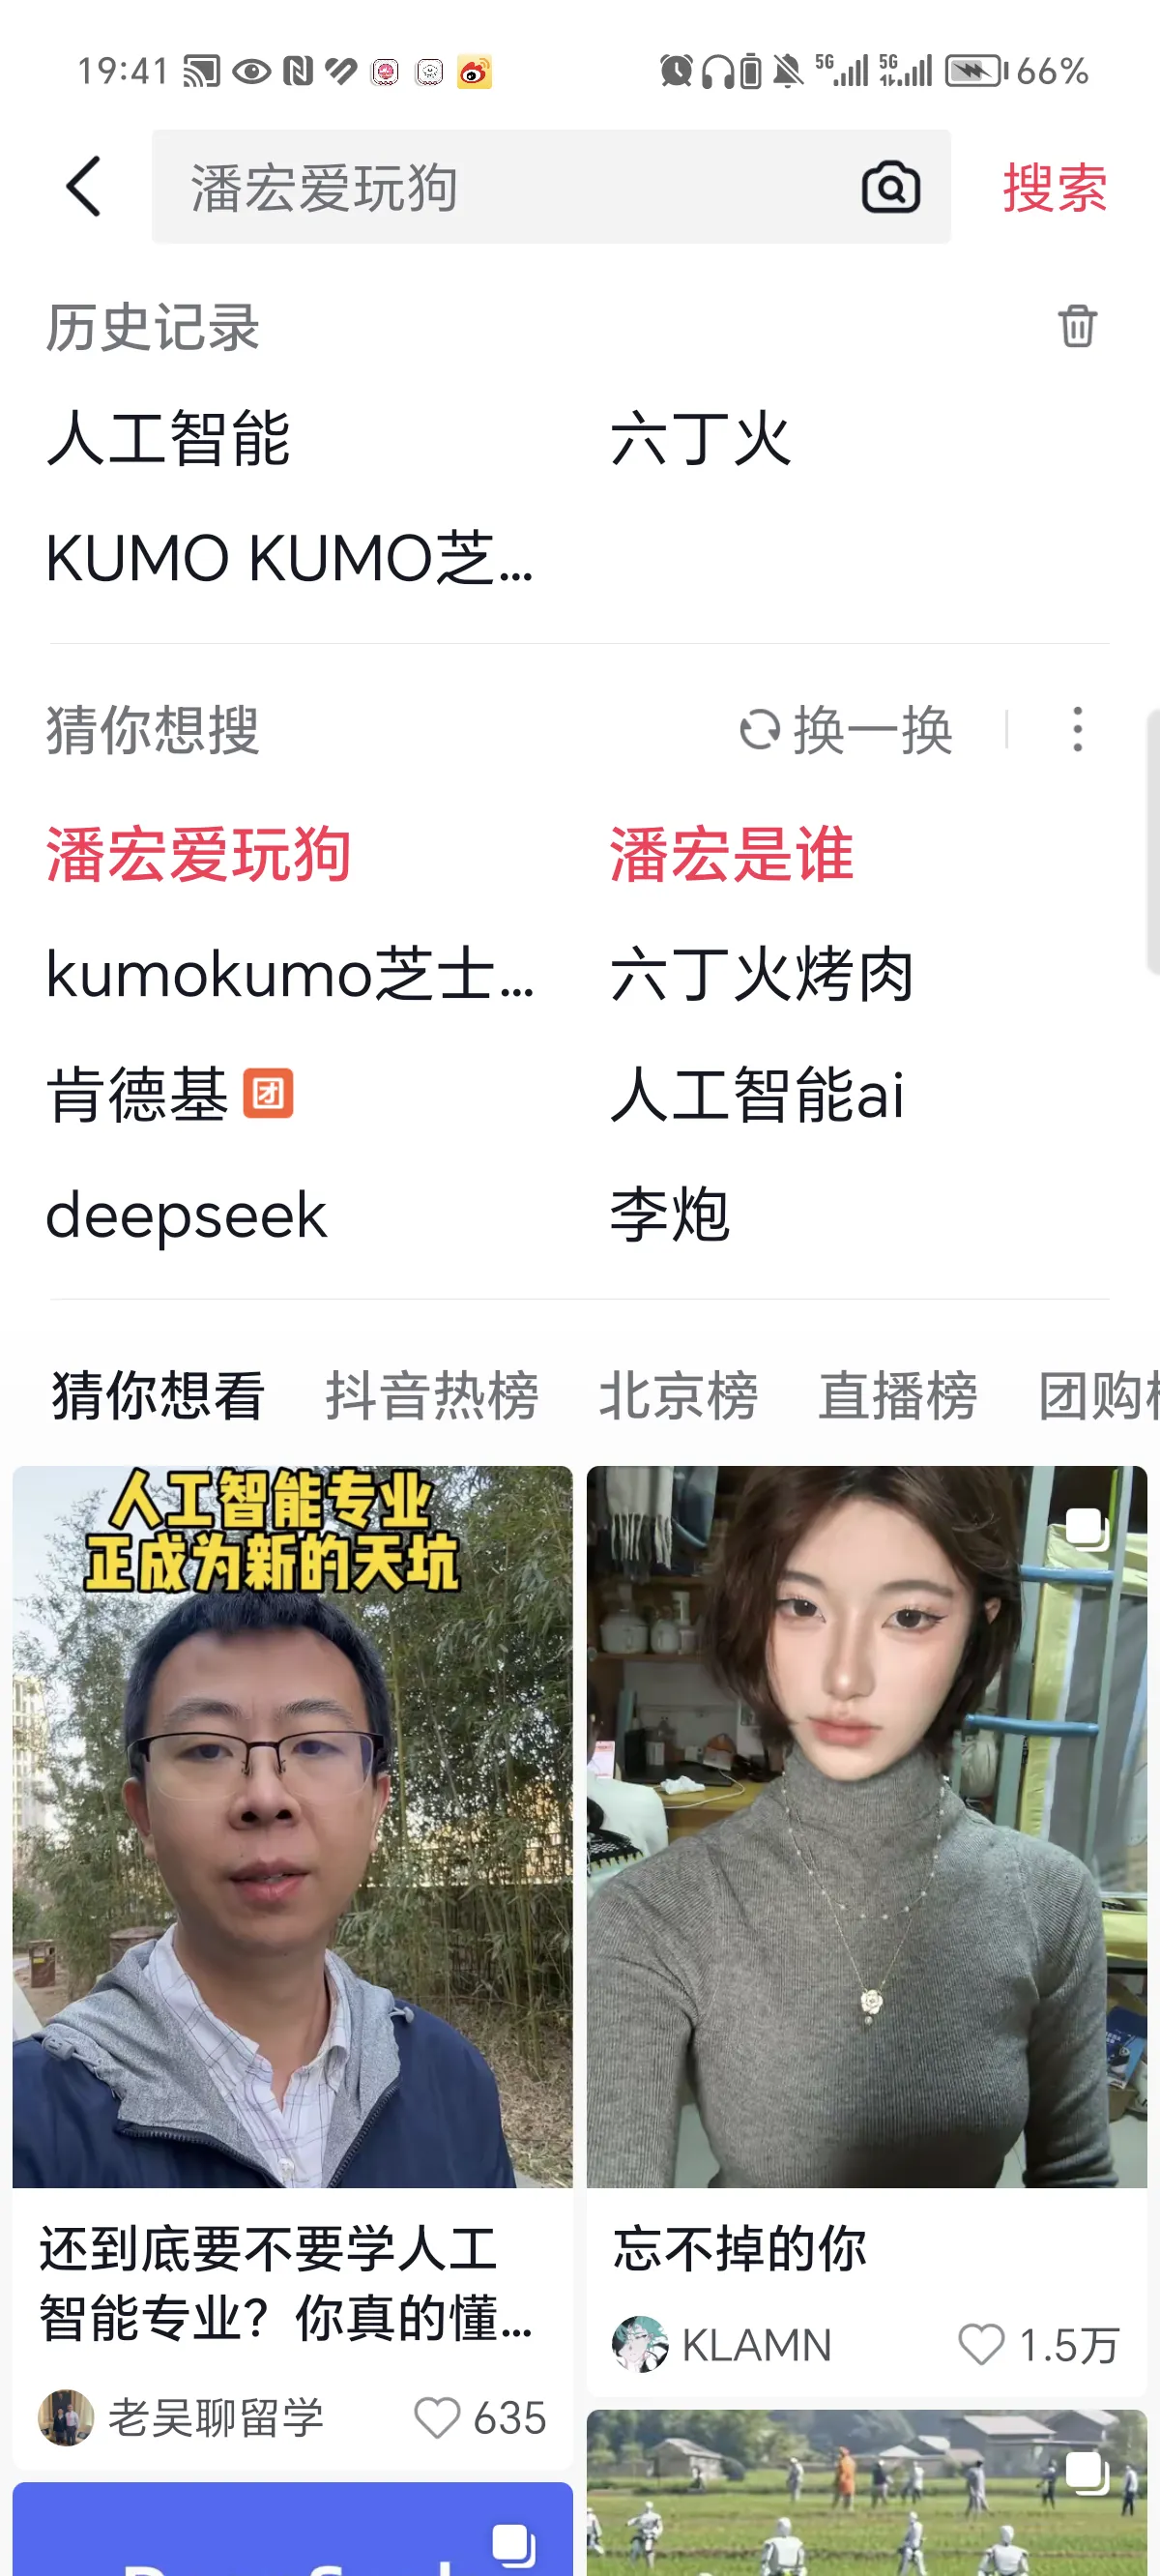 19:41
5G
5G
66%
潘宏爱玩狗
搜索
历史记录
人工智能
六丁火
KUMO KUMO芝...
猜你想搜
换一换
潘宏爱玩狗
潘宏是谁
kumokumo芝士...
六丁火烤肉
肯德基 团
人工智能ai
deepseek
李炮
猜你想看
抖音热榜
北京榜
直播榜
团购
人工智能专业
正成为新的天坑
还到底要不要学人工
智能专业？你真的懂...
老吴聊留学
635
忘不掉的你
KLAMN
1.5万